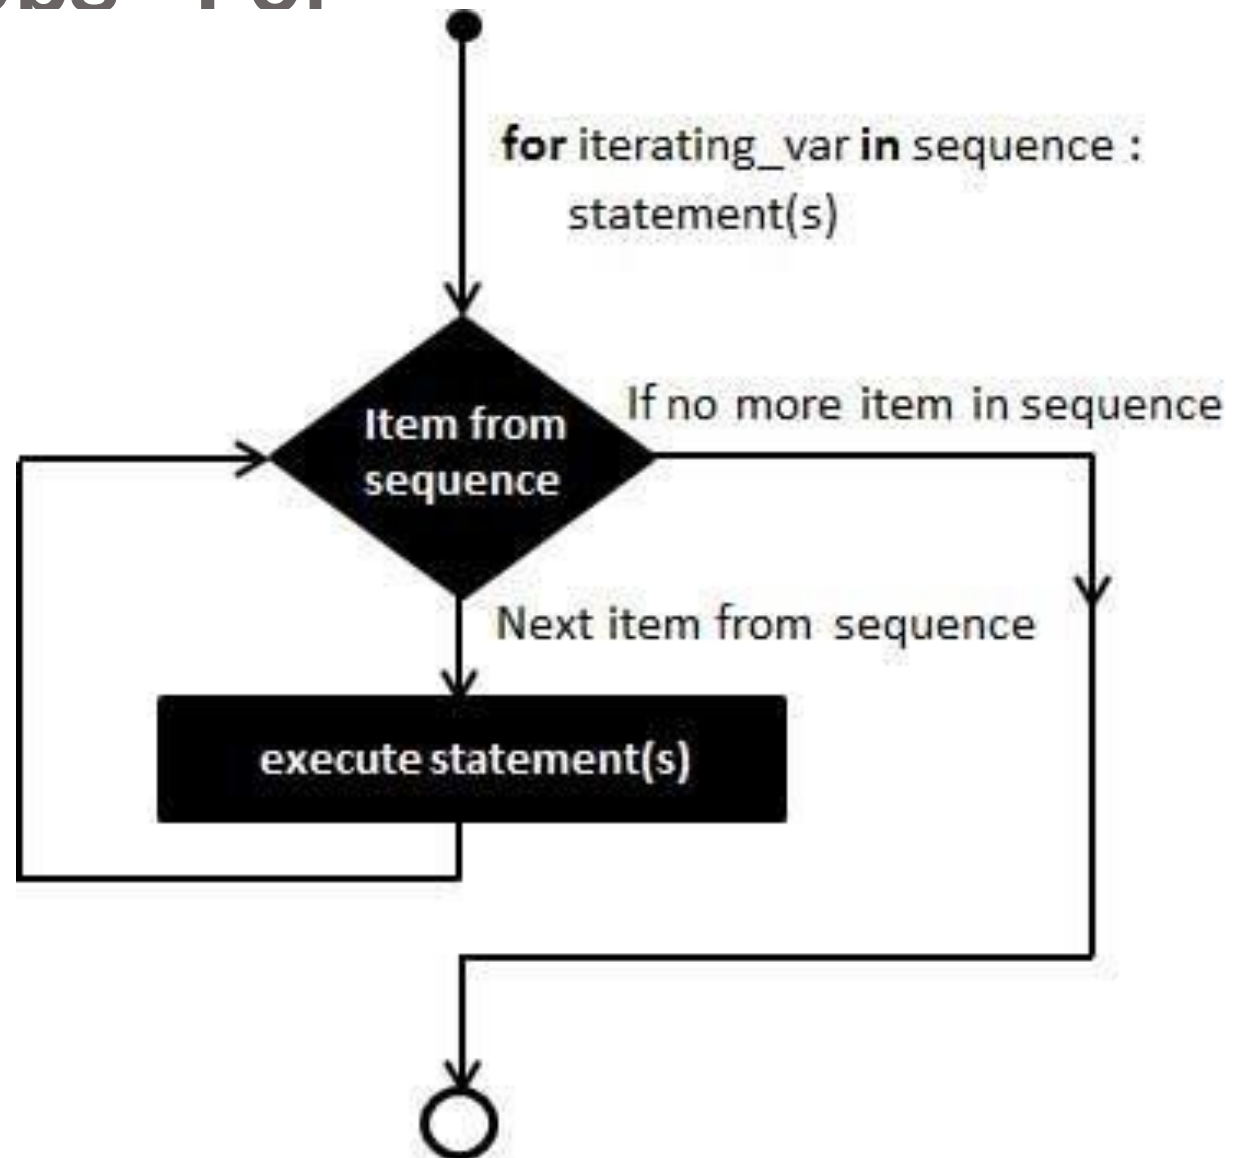 for iterating_var in sequence :
statement(s)
If no more item in sequence
Item from
sequence
Next item from sequence
execute statement(s)